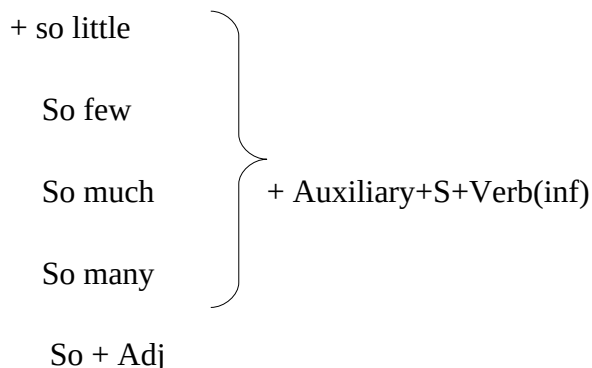 + so little
So few
So much + Auxiliary+S+Verb(inf)
So many
So + Adj